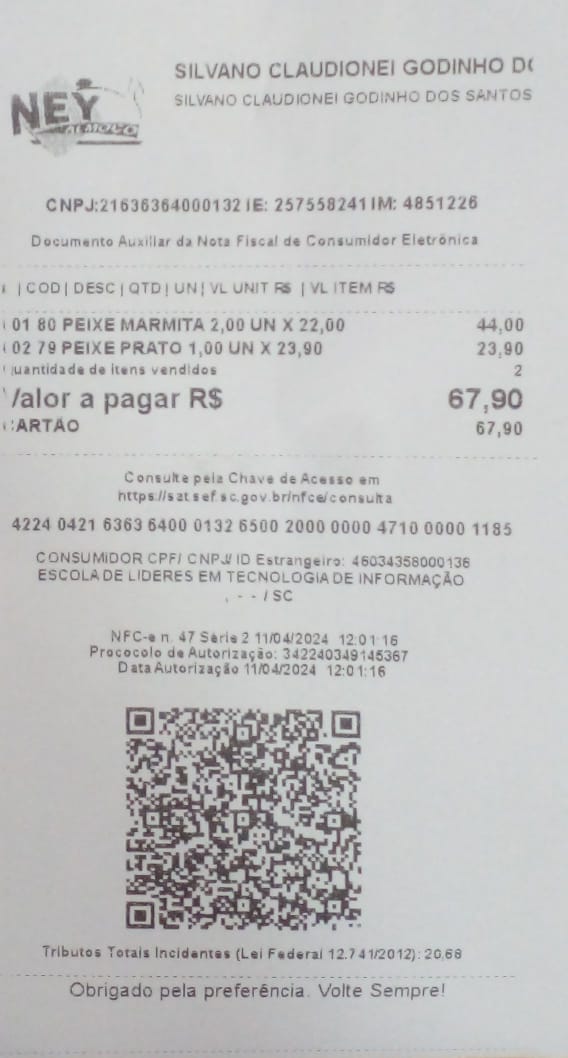 SILVANO CLAUDIONEI GODINHO DO
NEY
ALMOÇO
SILVANO CLAUDIONEI GODINHO DOS SANTOS
CNPJ:21636364000132 IE: 257558241 IM: 4851226
Documento Auxiliar da Nota Fiscal de Consumidor Eletrônica
| COD | DESC | QTD | UN | VL UNIT R$ | VL ITEM R$
01 80 PEIXE MARMITA 2,00 UN X 22,00 44,00
02 79 PEIXE PRATO 1,00 UN X 23,90 23,90
Quantidade de itens vendidos 2
Valor a pagar R$ 67,90
CARTÃO 67,90
Consulte pela Chave de Acesso em
https://sat.sef.sc.gov.br/nfce/consulta
4224 0421 6363 6400 0132 6500 2000 0000 4710 0000 1185
CONSUMIDOR CPF/ CNPJ/ ID Estrangeiro: 46034358000136
ESCOLA DE LIDERES EM TECNOLOGIA DE INFORMAÇÃO
, - - / SC
NFC-e n. 47 Série 2 11/04/2024 12:01:16
Prococolo de Autorização: 342240349145367
Data Autorização 11/04/2024 12:01:16
Tributos Totais Incidentes (Lei Federal 12.741/2012): 20,68
Obrigado pela preferência. Volte Sempre!